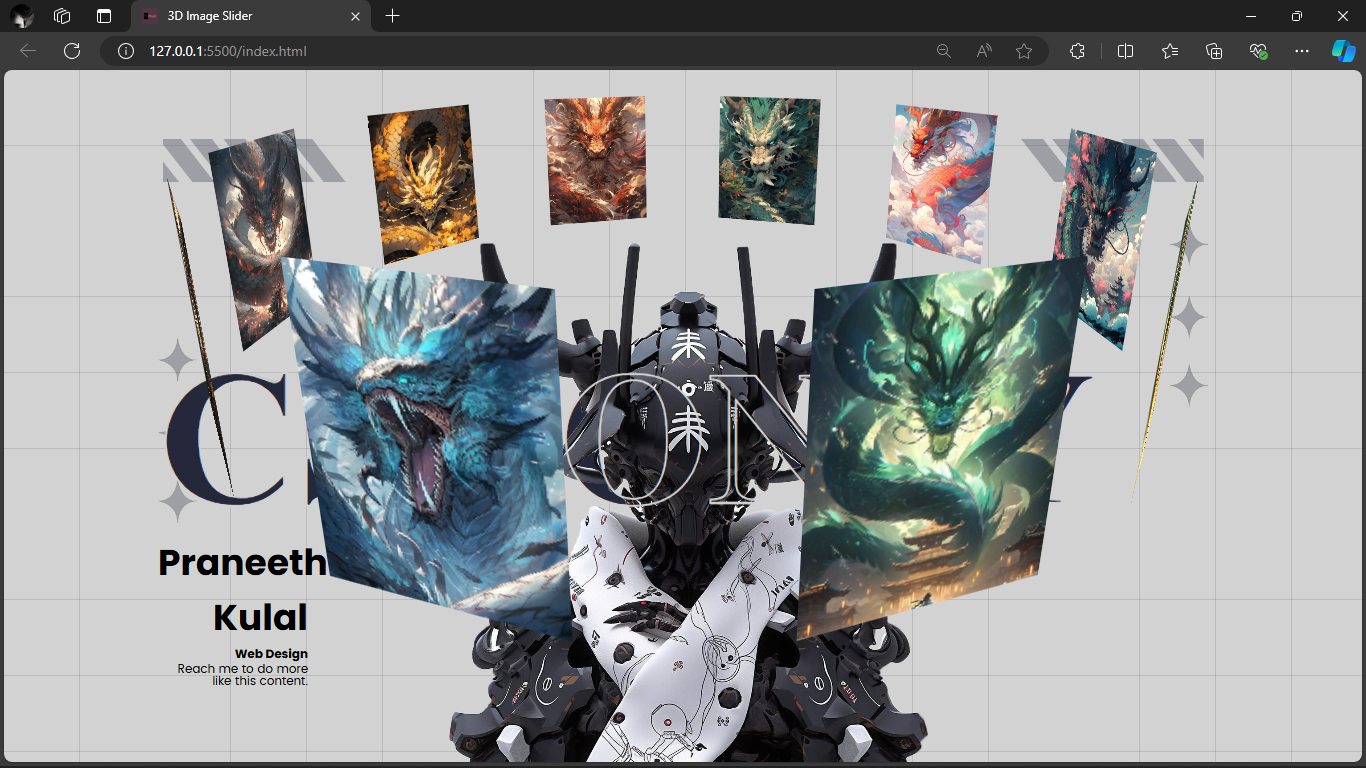 3D Image Slider
127.0.0.1:5500/index.html
C ON Y
Praneeth
Kulal
Web Design
Reach me to do more
like this content.